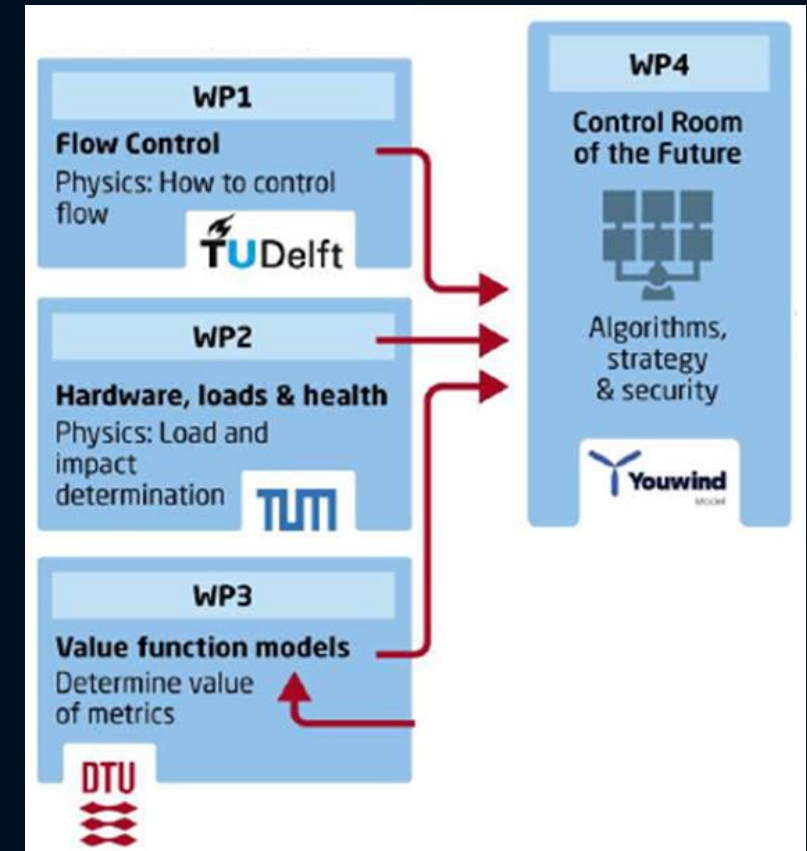 WP1
Flow Control
Physics: How to control
flow
TUDelft
WP2
Hardware, loads & health
Physics: Load and
impact
determination
TUM
WP3
Value function models
Determine value
of metrics
DTU
WP4
Control Room
of the Future
Algorithms,
strategy
& security
Youwind